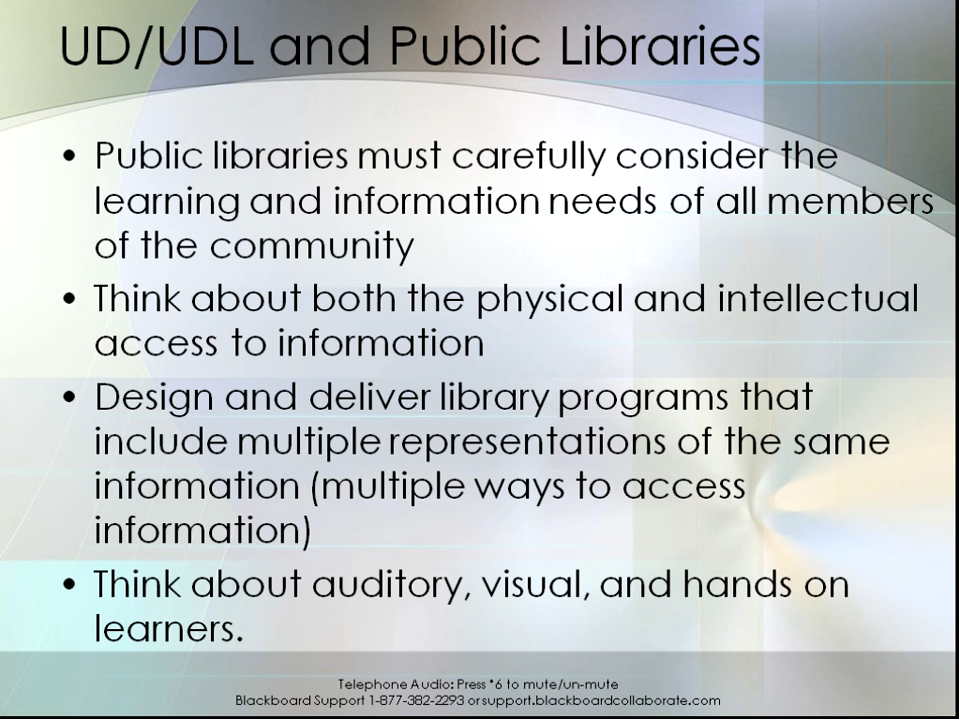 UD/UDL and Public Libraries
• Public libraries must carefully consider the
learning and information needs of all members
of the community
• Think about both the physical and intellectual
access to information
• Design and deliver library programs that
include multiple representations of the same
information (multiple ways to access
information)
• Think about auditory, visual, and hands on
learners.
Telephone Audio: Press *6 to mute/un-mute
Blackboard Support 1-877-382-2293 or support.blackboardcollaborate.com